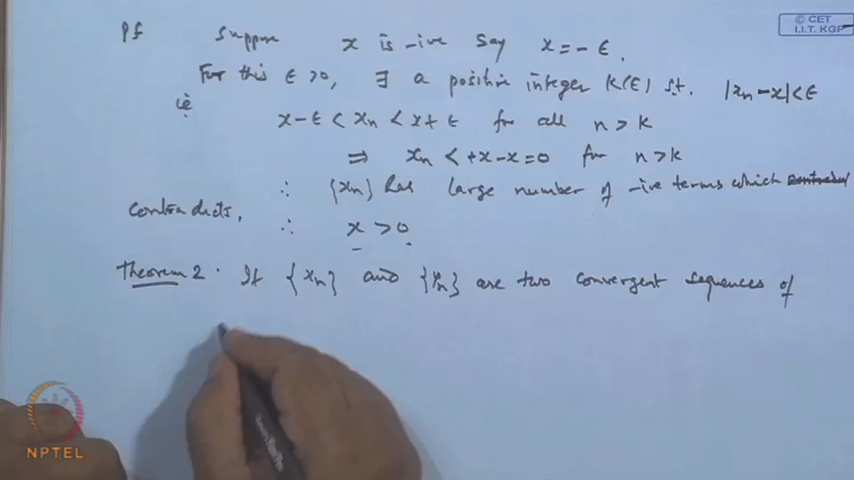 © CET
I.I.T. KGP
Pf Suppose x is -ive say x = - ε.
For this ε > 0, ∃ a positive integer K(ε) s.t. |xn - x| < ε
ie
x - ε < xn < x + ε for all n > K
⇒ xn < +x - x = 0 for n > K
∴ {xn} has large number of -ive terms which
contradicts. ∴ x > 0.
Theorem 2. If {xn} and {yn} are two convergent sequences of
NPTEL